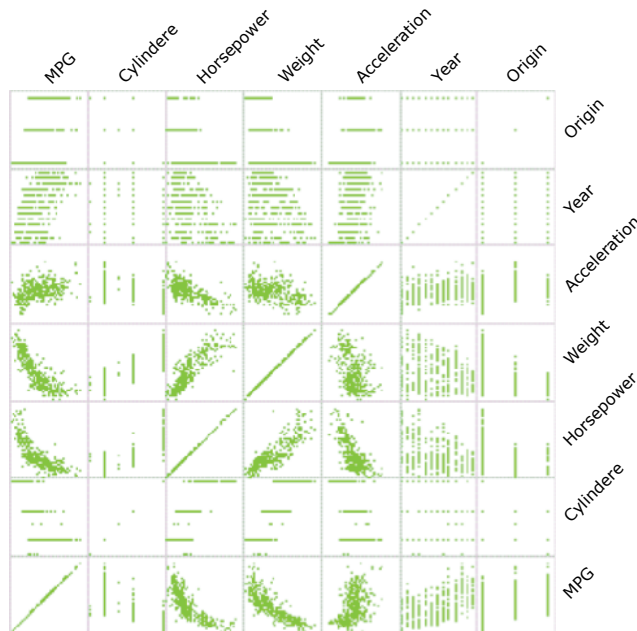 MPG
Cylindere
Horsepower
Weight
Acceleration
Year
Origin
Origin
Year
Acceleration
Weight
Horsepower
Cylindere
MPG